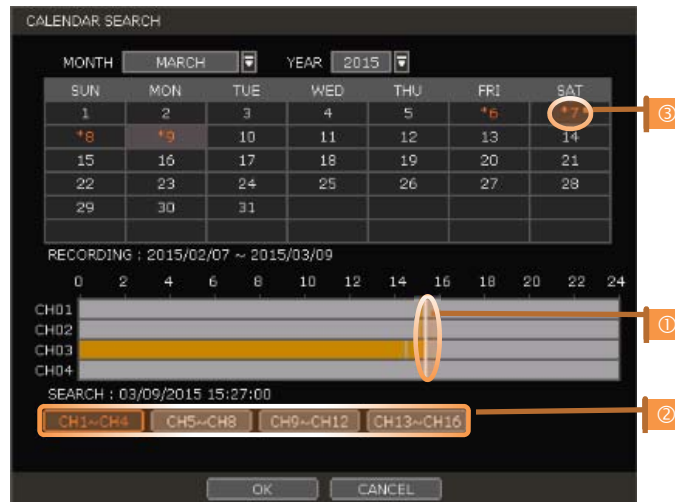 CALENDAR SEARCH
MONTH MARCH YEAR 2015
SUN MON TUE WED THU FRI SAT
1 2 3 4 5 *6 *7* ③
*8 *9 10 11 12 13 14
15 16 17 18 19 20 21
22 23 24 25 26 27 28
29 30 31
RECORDING : 2015/02/07 ~ 2015/03/09
0 2 4 6 8 10 12 14 16 18 20 22 24
CH01 ①
CH02
CH03
CH04
SEARCH : 03/09/2015 15:27:00
CH1~CH4 CH5~CH8 CH9~CH12 CH13~CH16 ②
OK CANCEL